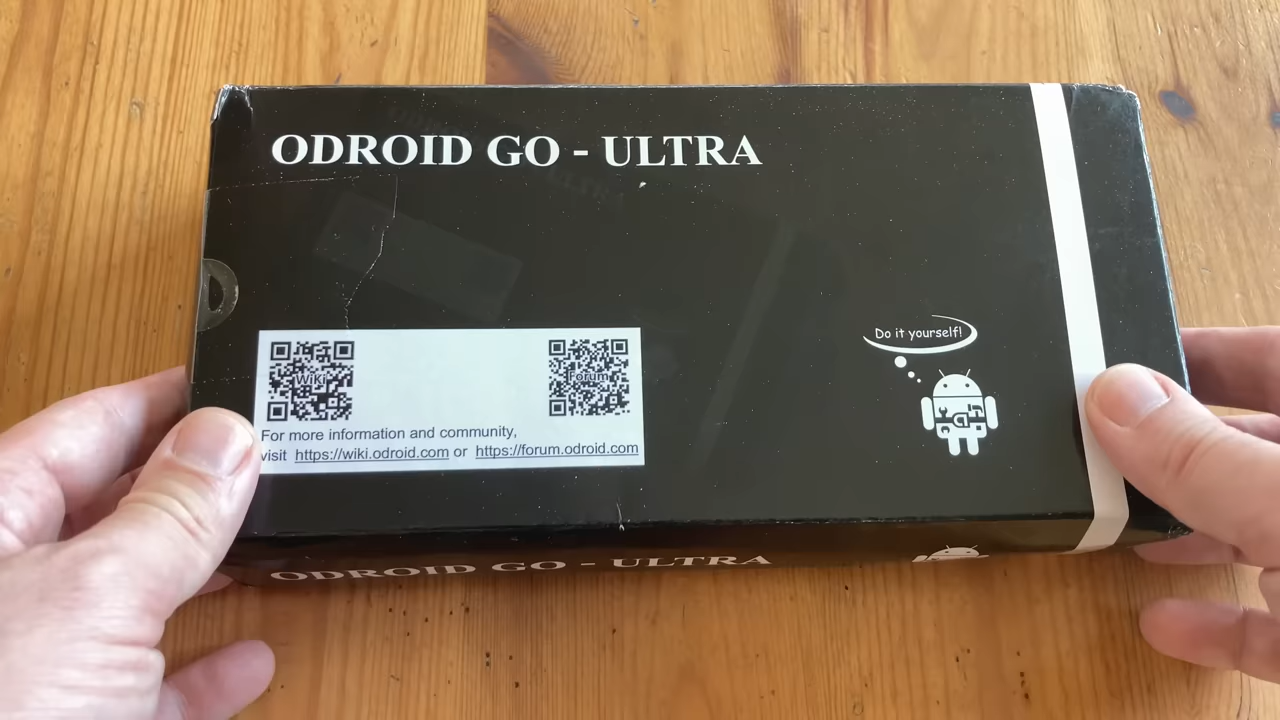 ODROID GO - ULTRA
Do it yourself!
Wiki
Forum
For more information and community,
visit https://wiki.odroid.com or https://forum.odroid.com
ODROID GO - ULTRA